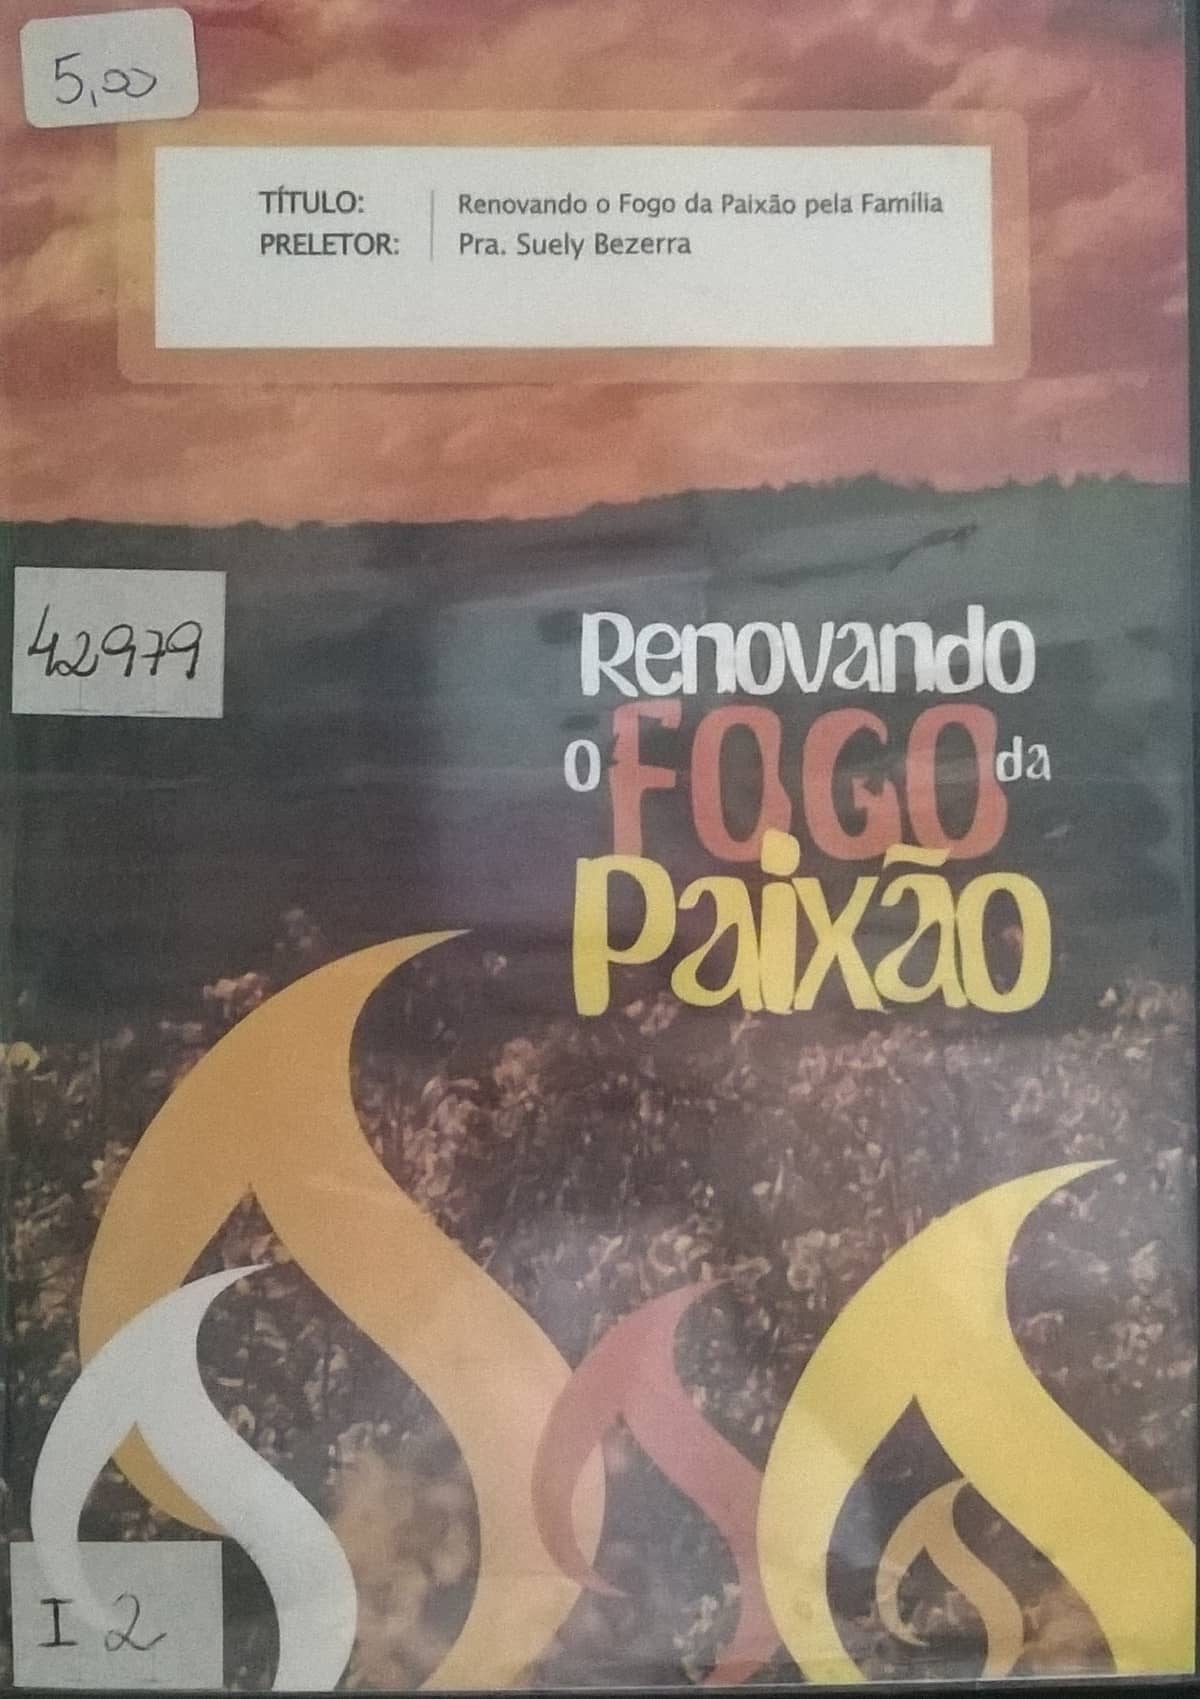 5,00
TÍTULO: Renovando o Fogo da Paixão pela Família
PRELETOR: Pra. Suely Bezerra
42979
Renovando
o FOGO da
Paixão
I 2